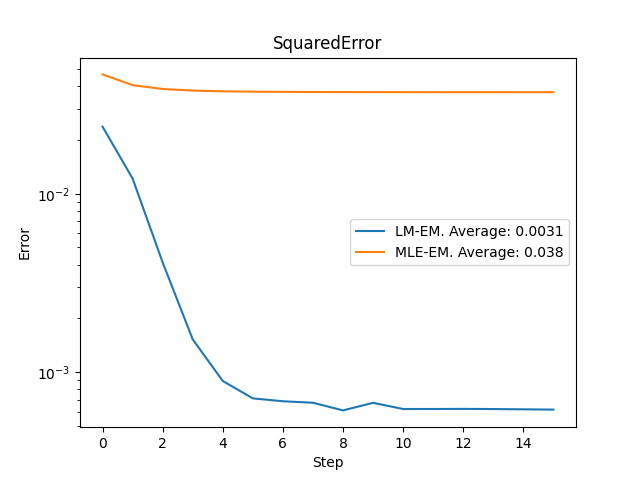 SquaredError
Error
10⁻²
10⁻³
LM-EM. Average: 0.0031
MLE-EM. Average: 0.038
0 2 4 6 8 10 12 14
Step